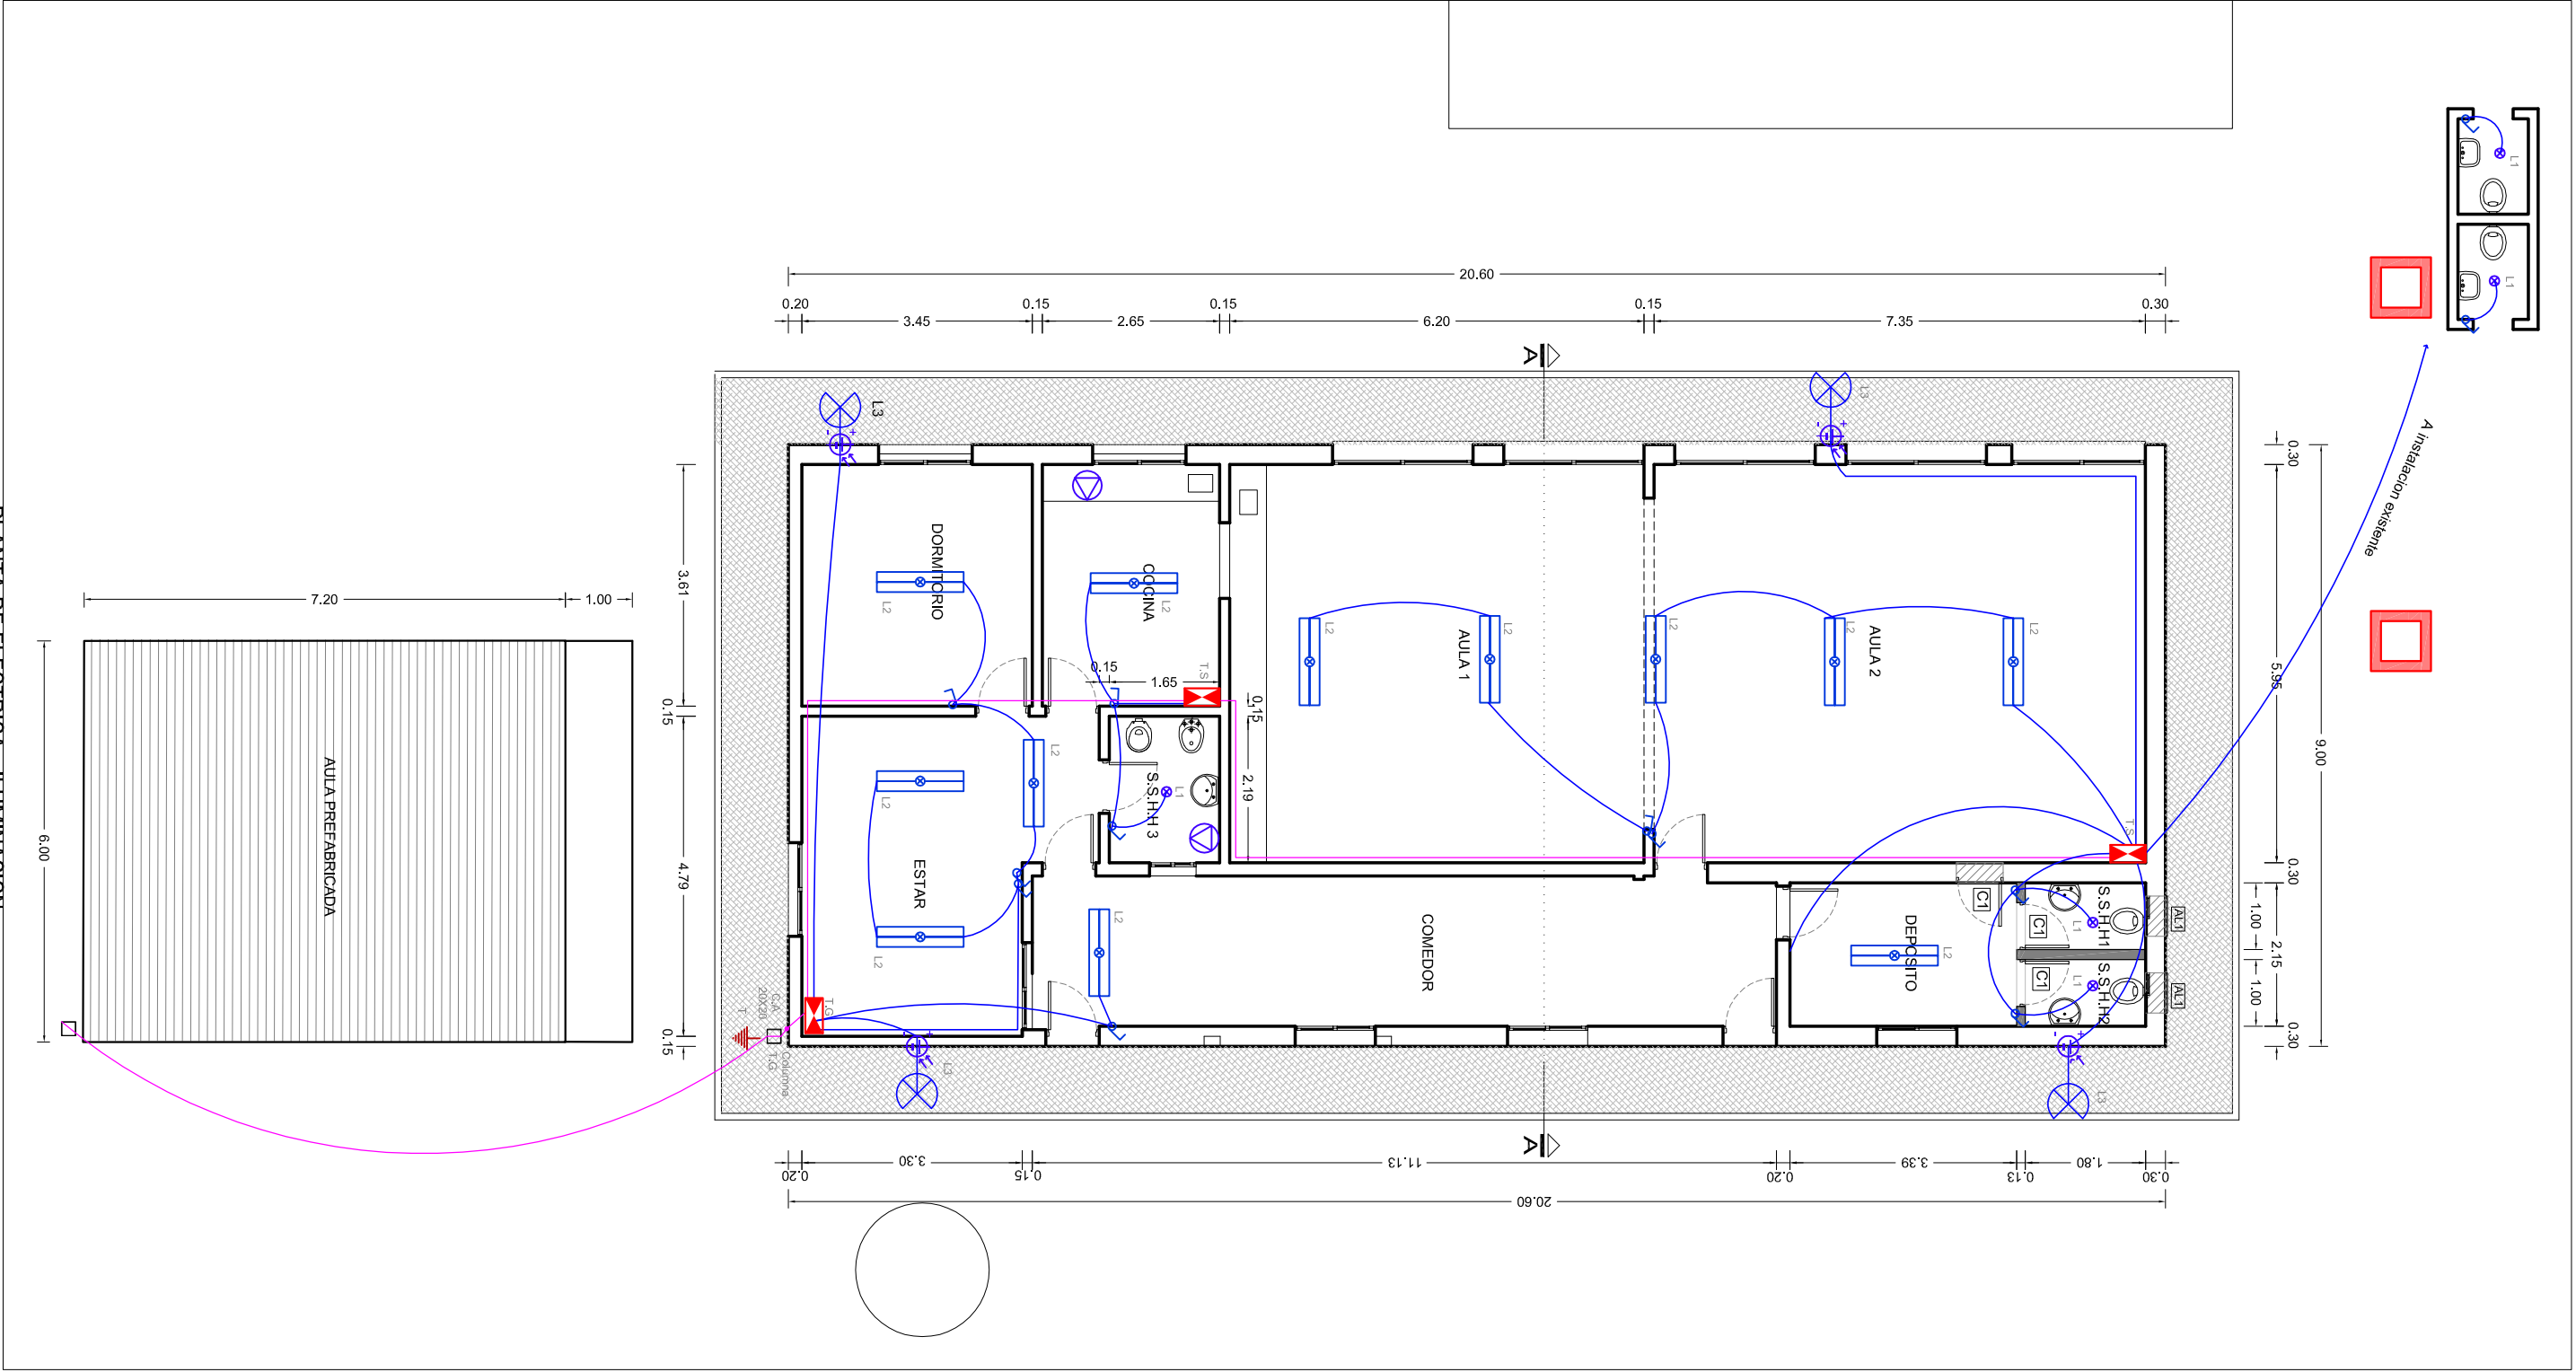 L1
L1
A instalacion existente
20.60
0.20
0.15
0.15
0.15
0.30
3.45
2.65
6.20
7.35
A
L3
L3
0.30
5.95
9.00
0.30
1.00
2.15
1.00
0.30
DORMITORIO
L2
COCINA
L2
T.S
0.15
1.65
0.15
2.19
L2
AULA 1
L2
L2
AULA 2
L2
L2
T.S
3.61
0.15
4.79
0.15
7.20
1.00
6.00
AULA PREFABRICADA
L2
L2
ESTAR
L2
S.S.H.H 3
L1
L2
COMEDOR
DEPOSITO
L2
C1
C1
C1
S.S.H.H1
L1
S.S.H.H2
L1
AL1
AL1
T.G
C.A
20X20
T
T.G
Columna
L3
L3
A
0.20
3.30
0.15
11.13
0.20
3.39
0.13
1.80
0.30
20.60